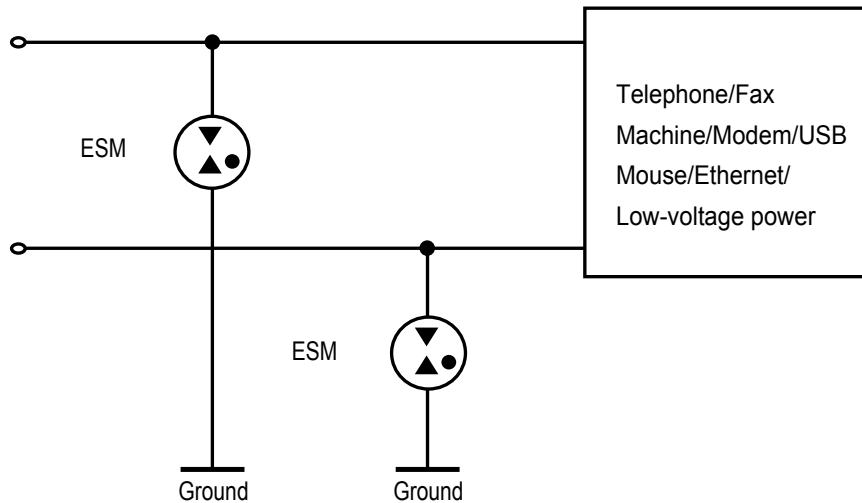 Telephone/Fax
Machine/Modem/USB
Mouse/Ethernet/
Low-voltage power
ESM
ESM
Ground
Ground